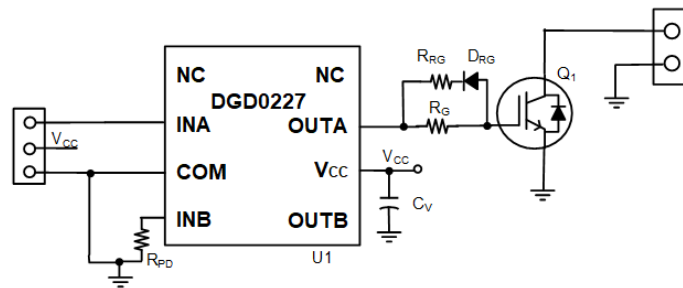 NC NC
DGD0227
INA OUTA
COM VCC
INB OUTB
U1
VCC
RPD
RRG DRG
RG
Q1
VCC
CV